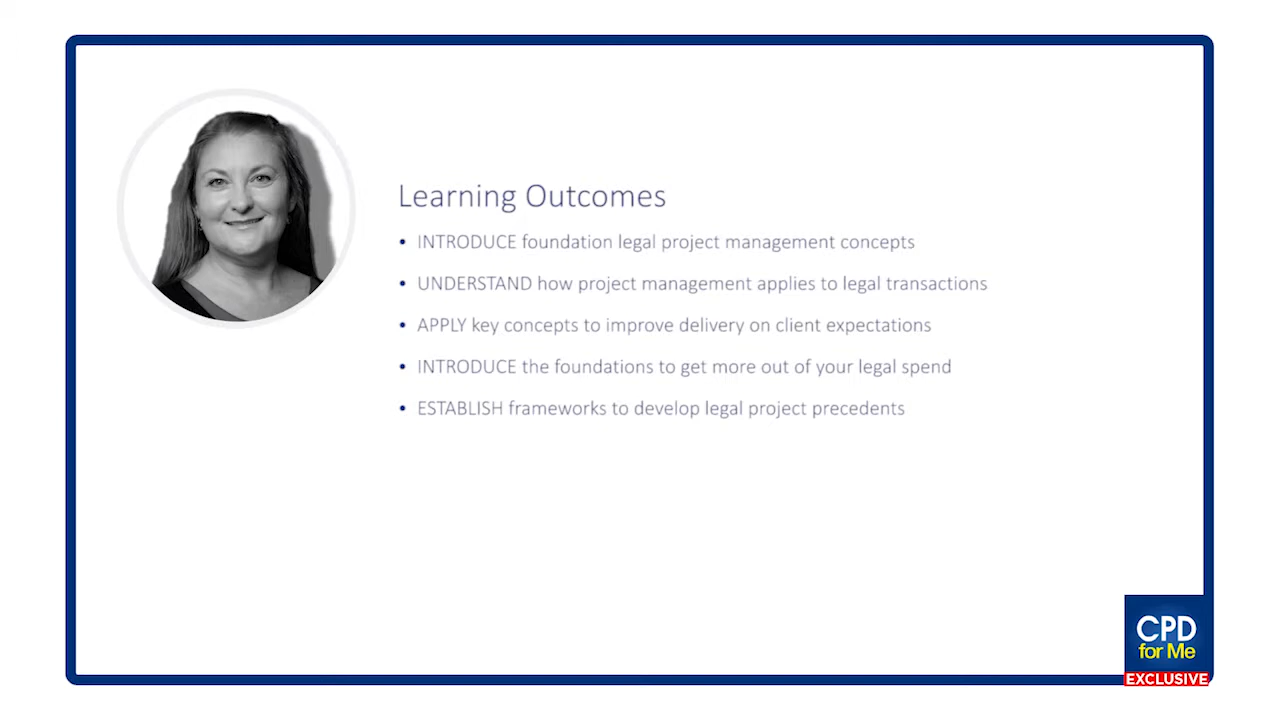 Learning Outcomes
• INTRODUCE foundation legal project management concepts
• UNDERSTAND how project management applies to legal transactions
• APPLY key concepts to improve delivery on client expectations
• INTRODUCE the foundations to get more out of your legal spend
• ESTABLISH frameworks to develop legal project precedents
CPD
for Me
EXCLUSIVE